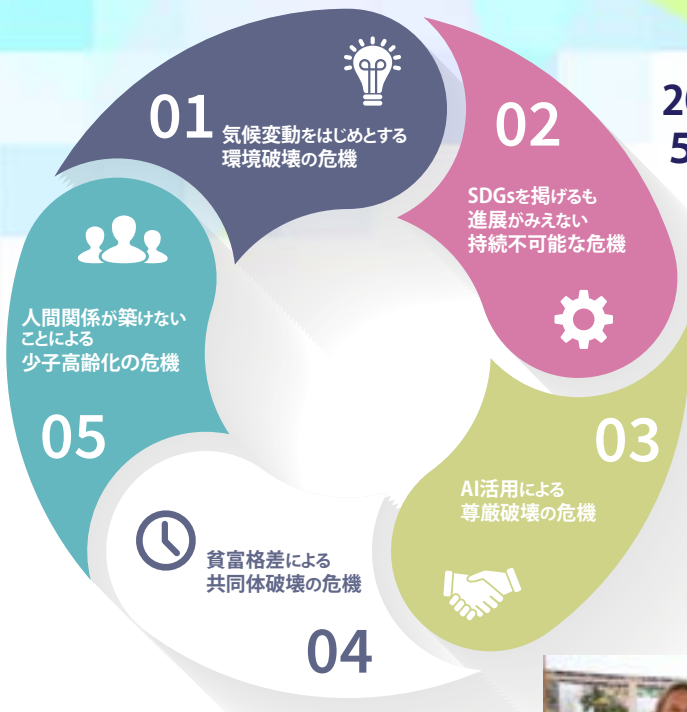 01
気候変動をはじめとする
環境破壊の危機
02
SDGsを掲げるも
進展がみえない
持続不可能な危機
03
AI活用による
尊厳破壊の危機
貧富格差による
共同体破壊の危機
04
人間関係が築けない
ことによる
少子高齢化の危機
05